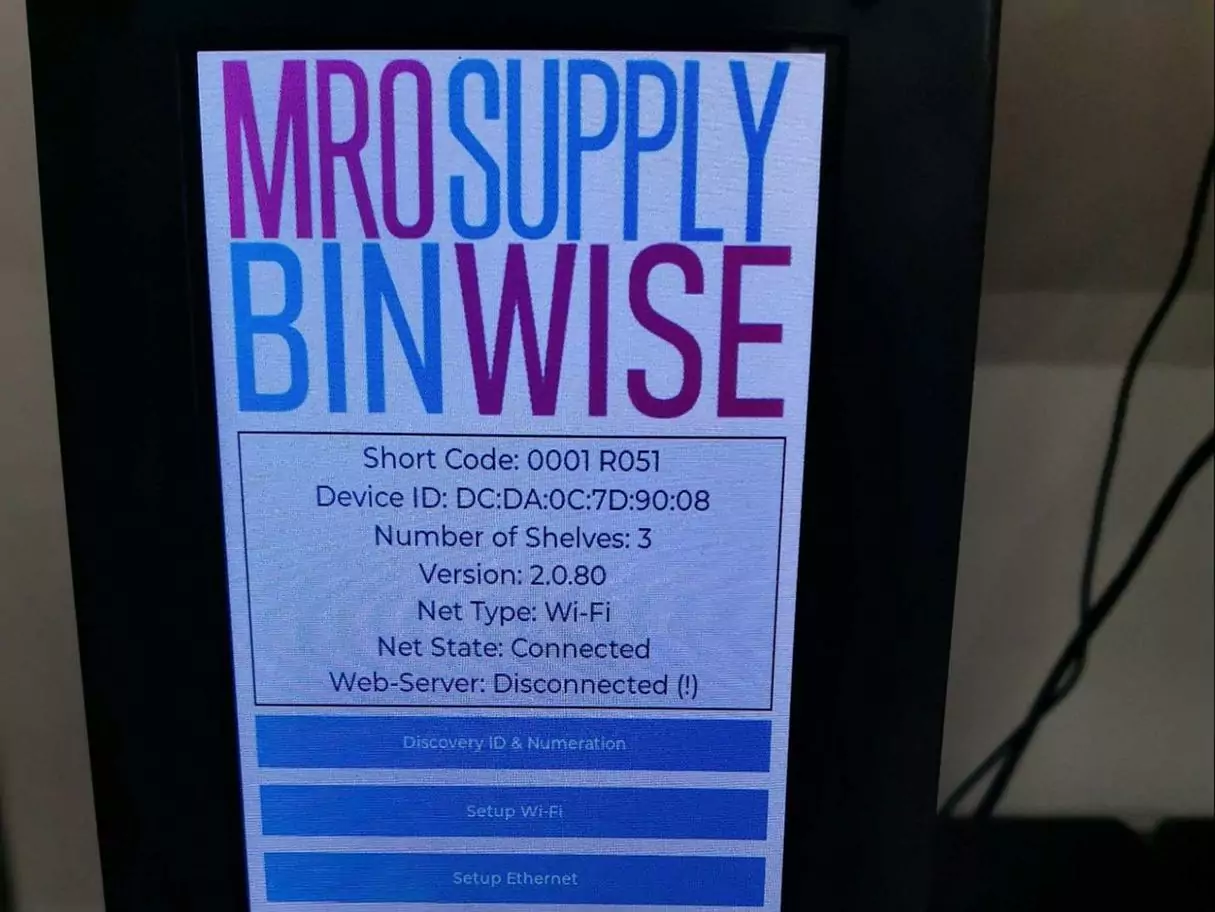 MROSUPPLY
BINWISE
Short Code: 0001 R051
Device ID: DC:DA:0C:7D:90:08
Number of Shelves: 3
Version: 2.0.80
Net Type: Wi-Fi
Net State: Connected
Web-Server: Disconnected (!)
Discovery ID & Numeration
Setup Wi-Fi
Setup Ethernet